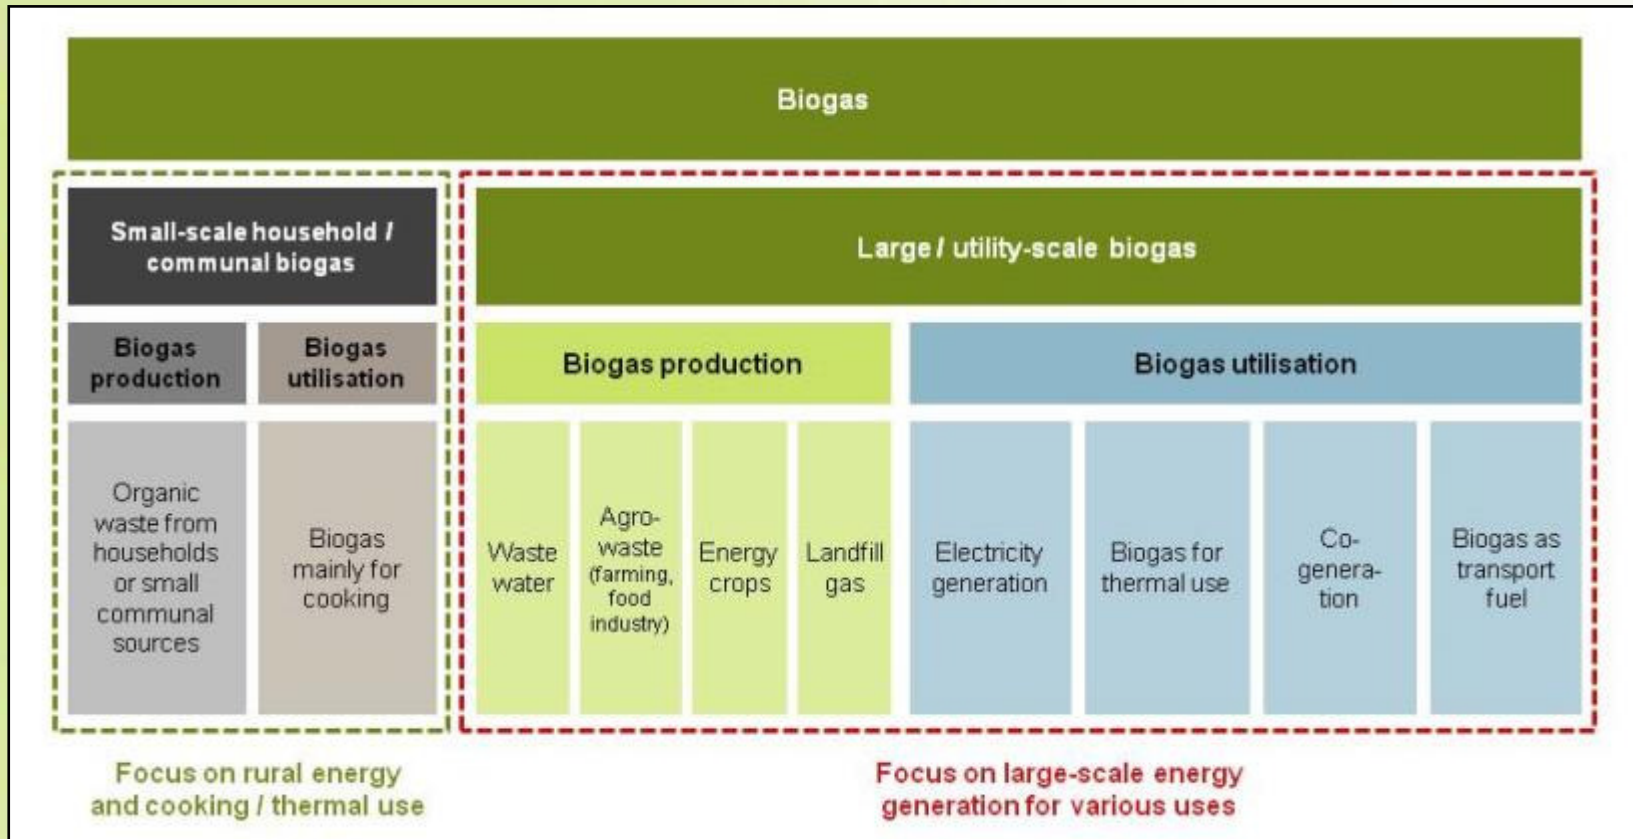 Biogas
Small-scale household /
communal biogas
Large / utility-scale biogas
Biogas
production
Biogas
utilisation
Biogas production
Biogas utilisation
Organic
waste from
households
or small
communal
sources
Biogas
mainly for
cooking
Waste
water
Agro-
waste
(farming,
food
industry)
Energy
crops
Landfill
gas
Electricity
generation
Biogas for
thermal use
Co-
genera-
tion
Biogas as
transport
fuel
Focus on rural energy
and cooking / thermal use
Focus on large-scale energy
generation for various uses